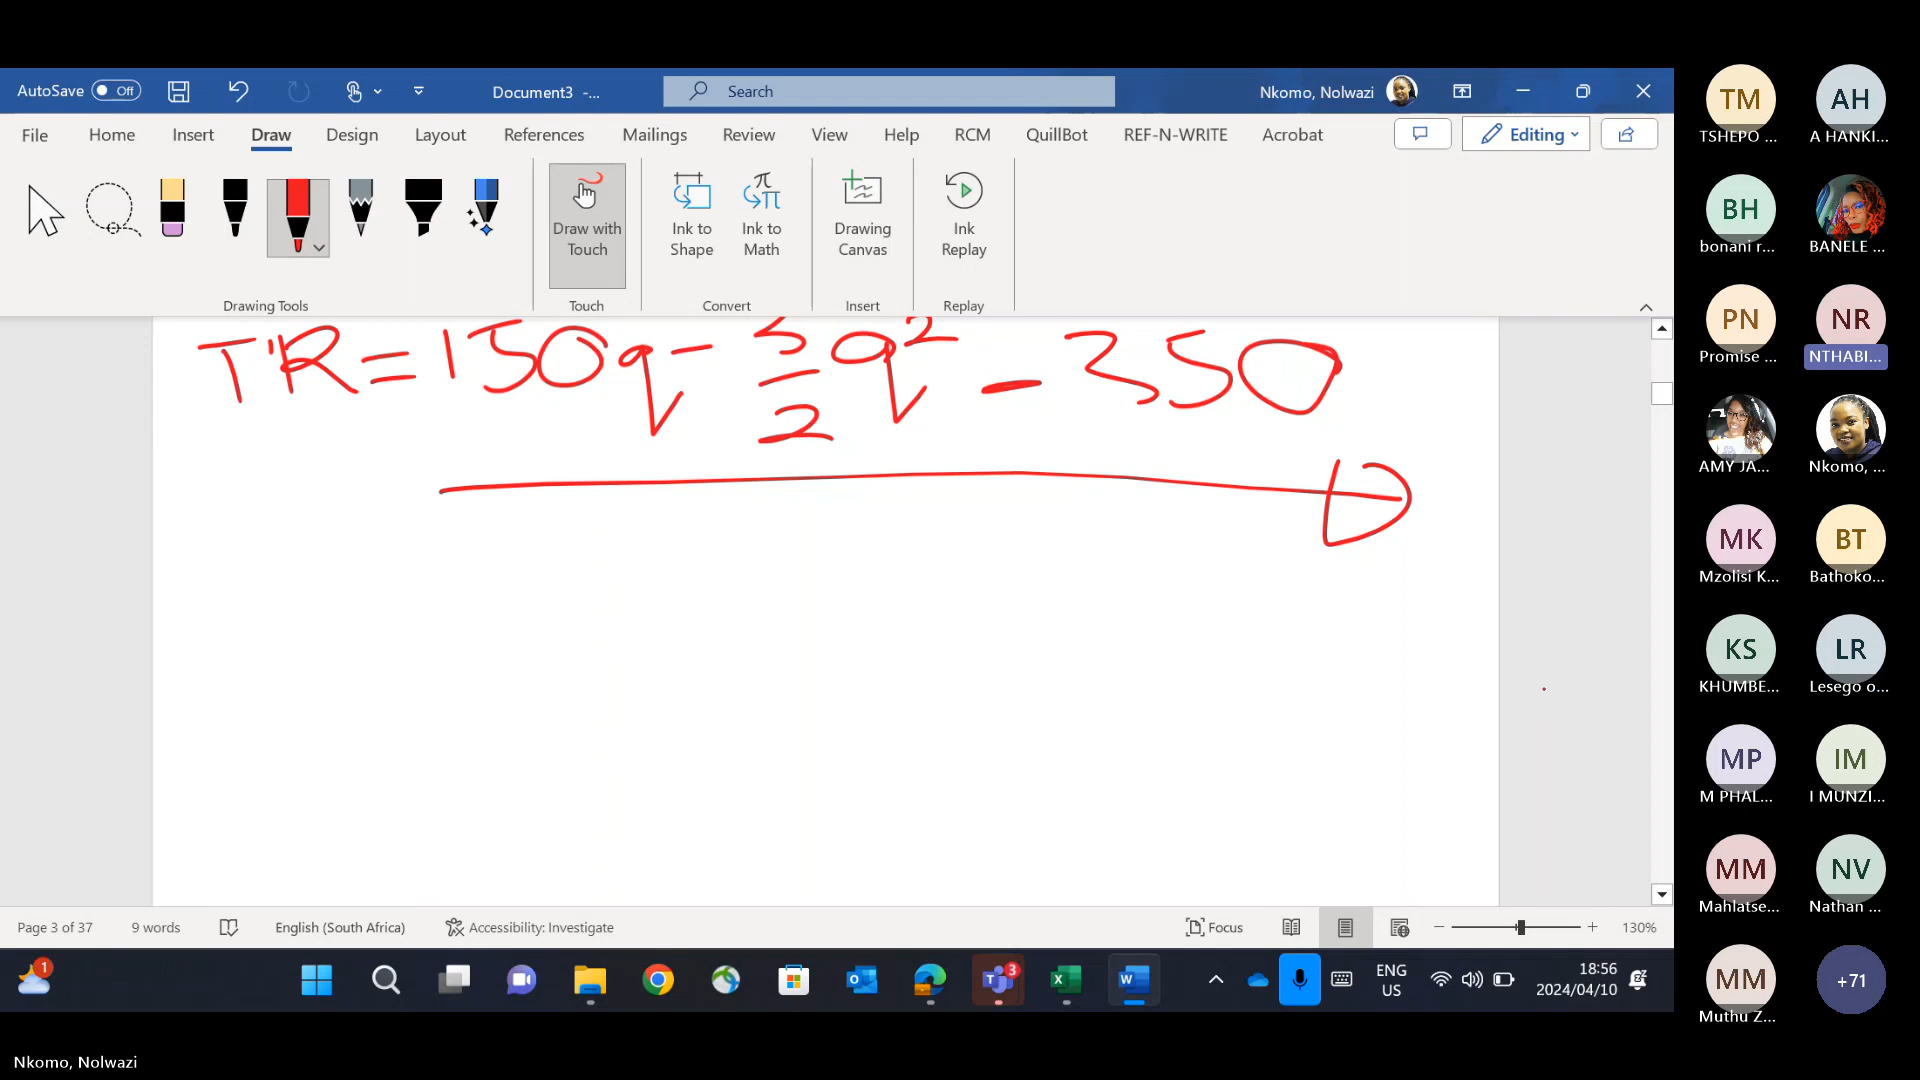 AutoSave Off Document3 -... Search Nkomo, Nolwazi
File Home Insert Draw Design Layout References Mailings Review View Help RCM QuillBot REF-N-WRITE Acrobat Editing
Draw with Touch
Ink to Shape
Ink to Math
Drawing Canvas
Ink Replay
Drawing Tools Touch Convert Insert Replay
TR = 150q - 3/2 q² - 350
D
Page 3 of 37 9 words English (South Africa) Accessibility: Investigate Focus 130%
1 3 ENG US 18:56 2024/04/10
TM AH
TSHEPO ... A HANKI...
BH
bonani r... BANELE ...
PN NR
Promise ... NTHABI...
AMY JA... Nkomo, ...
MK BT
Mzolisi K... Bathoko...
KS LR
KHUMBE... Lesego o...
MP IM
M PHAL... I MUNZI...
MM NV
Mahlatse... Nathan ...
MM +71
Muthu Z...
Nkomo, Nolwazi